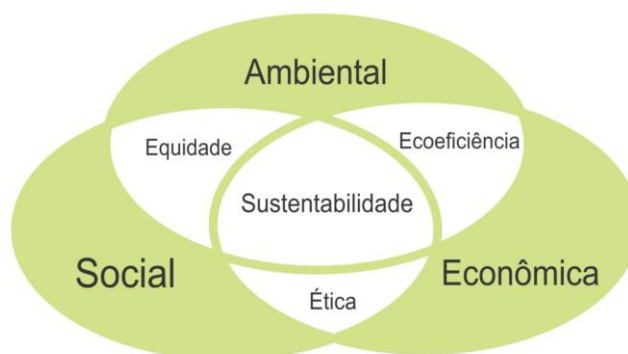 Ambiental
Equidade
Ecoeficiência
Sustentabilidade
Social
Econômica
Ética